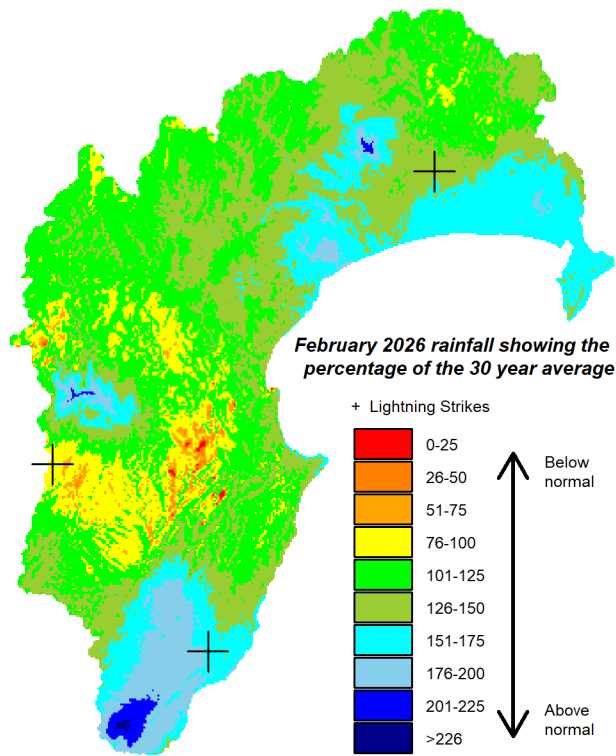 February 2026 rainfall showing the
percentage of the 30 year average
+ Lightning Strikes
0-25
26-50
51-75
76-100
101-125
126-150
151-175
176-200
201-225
>226
Below
normal
Above
normal